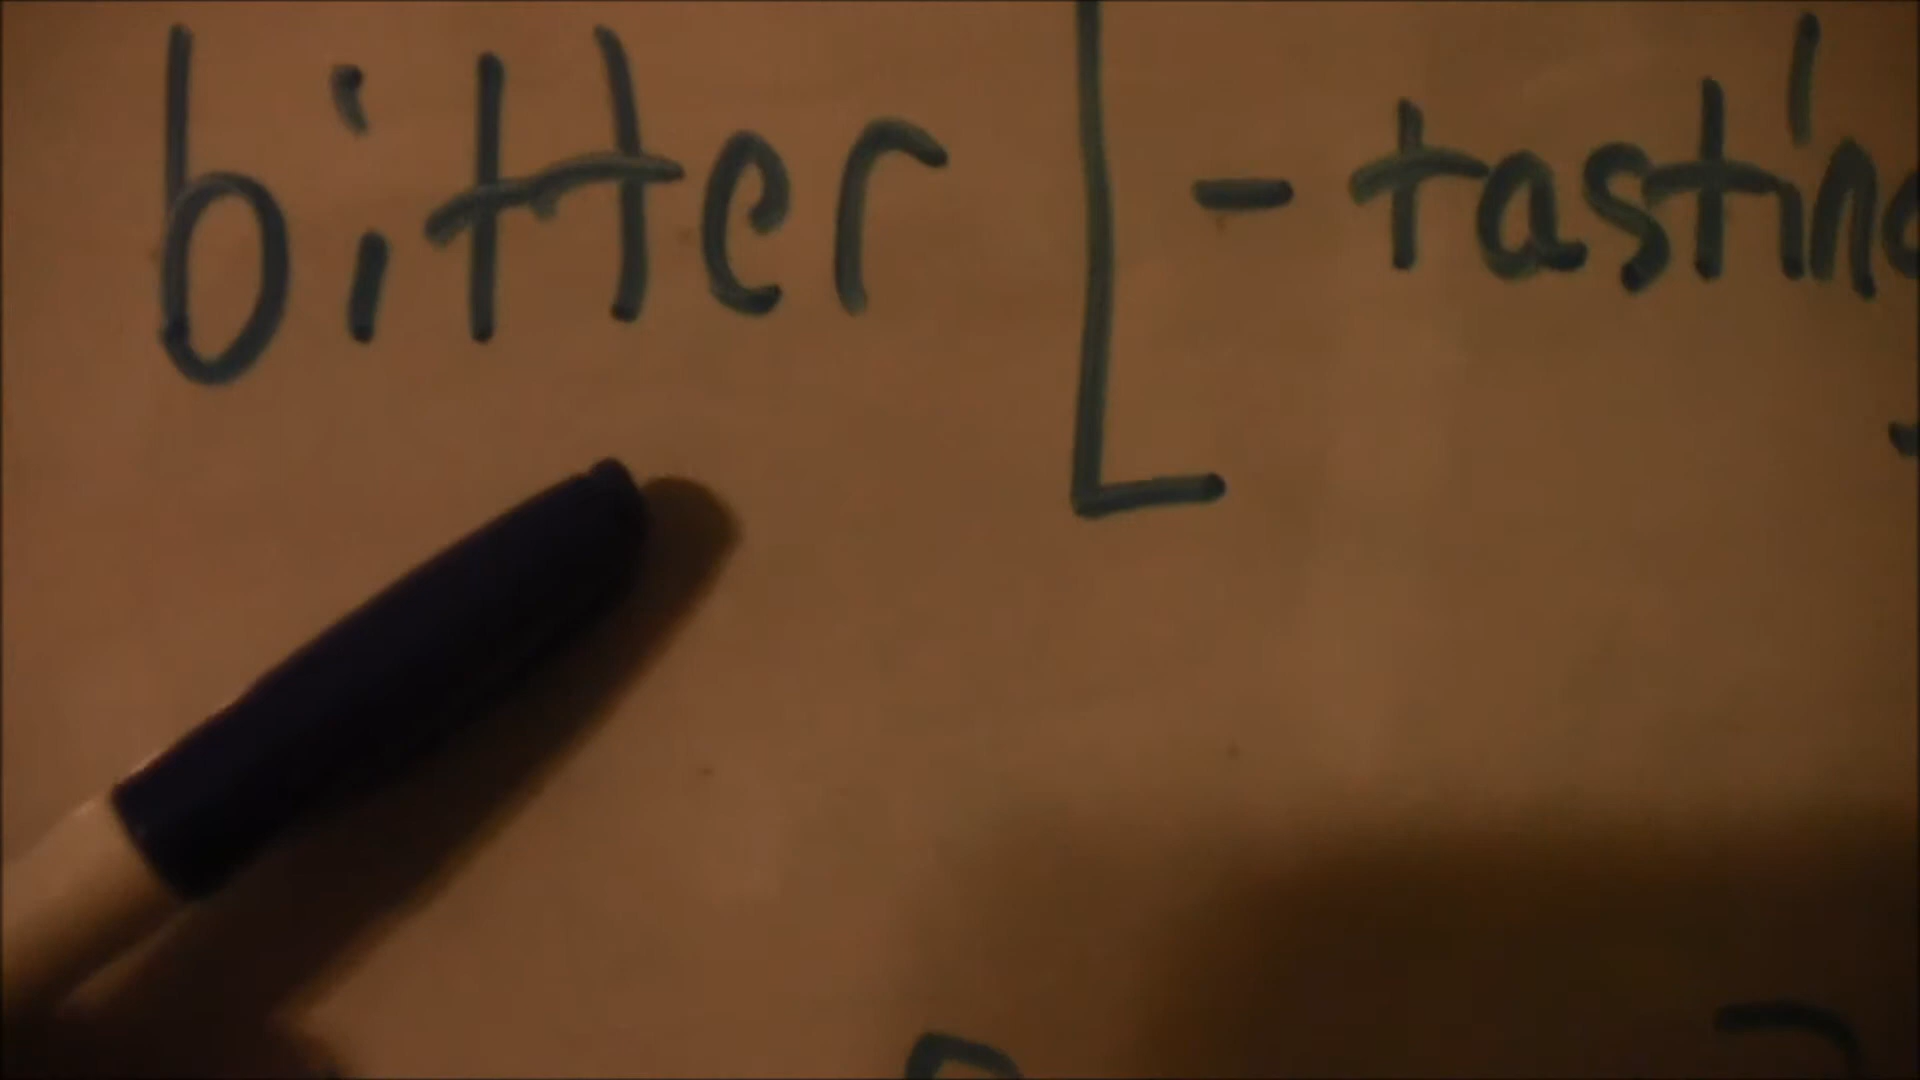 bitter [ - tasting